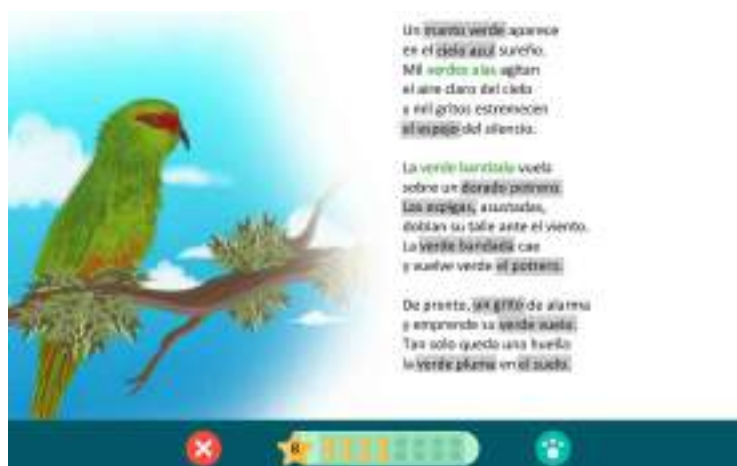 Un manto verde aparece
en el cielo azul sureño.
Mil verdes alas agitan
el aire claro del cielo
y mil gritos estremecen
el espejo del silencio.
La verde bandada vuela
sobre un dorado potrero.
Las espigas, asustadas,
doblan su talle ante el viento.
La verde bandada cae
y vuelve verde el potrero.
De pronto, un grito de alarma
y emprende su verde vuelo.
Tan solo queda una huella
la verde pluma en el suelo.
8